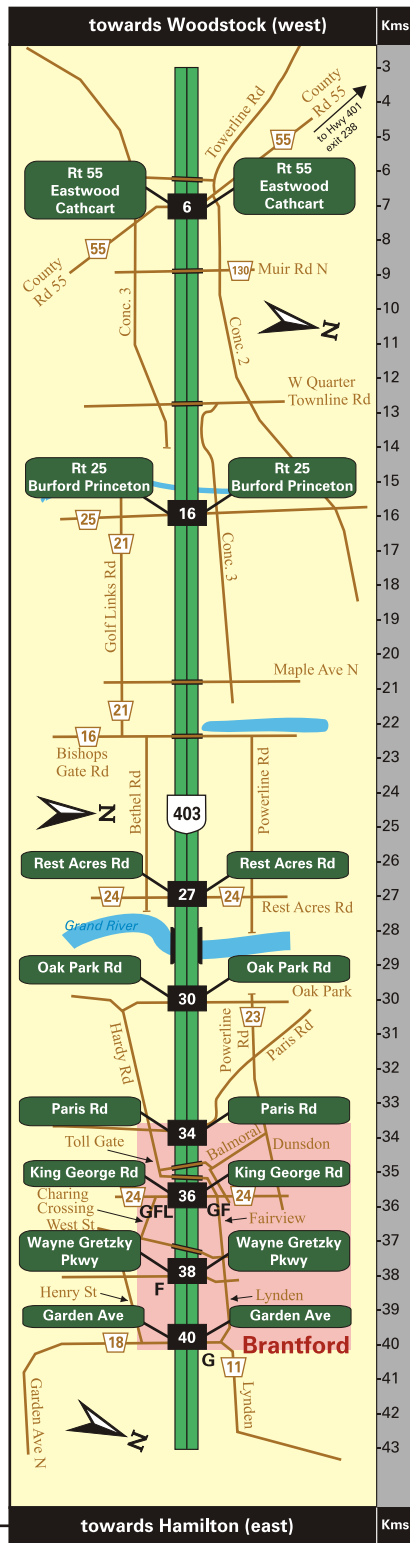 towards Woodstock (west)
Kms
3
4
5
6
7
8
9
10
11
12
13
14
15
16
17
18
19
20
21
22
23
24
25
26
27
28
29
30
31
32
33
34
35
36
37
38
39
40
41
42
43
Towerline Rd
County
Rd 55
to Hwy 401
exit 238
55
Rt 55
Eastwood
Cathcart
6
Rt 55
Eastwood
Cathcart
55
County
Rd 55
130
Muir Rd N
Conc. 3
Conc. 2
N
W Quarter
Townline Rd
Rt 25
Burford Princeton
16
Rt 25
Burford Princeton
25
21
Golf Links Rd
Conc. 3
Maple Ave N
21
16
Bishops
Gate Rd
Bethel Rd
Powerline Rd
N
403
Rest Acres Rd
27
Rest Acres Rd
24
24
Rest Acres Rd
Grand River
Oak Park Rd
30
Oak Park Rd
Oak Park
23
Hardy Rd
Powerline
Rd
Paris Rd
Paris Rd
34
Paris Rd
Toll Gate
Balmoral
Dunsdon
King George Rd
36
King George Rd
24
24
GFL
GF
Charing
Crossing
West St
Fairview
Wayne Gretzky
Pkwy
38
Wayne Gretzky
Pkwy
F
Henry St
Lynden
Garden Ave
40
Garden Ave
Brantford
18
G
11
Garden Ave N
Lynden
N
towards Hamilton (east)
Kms